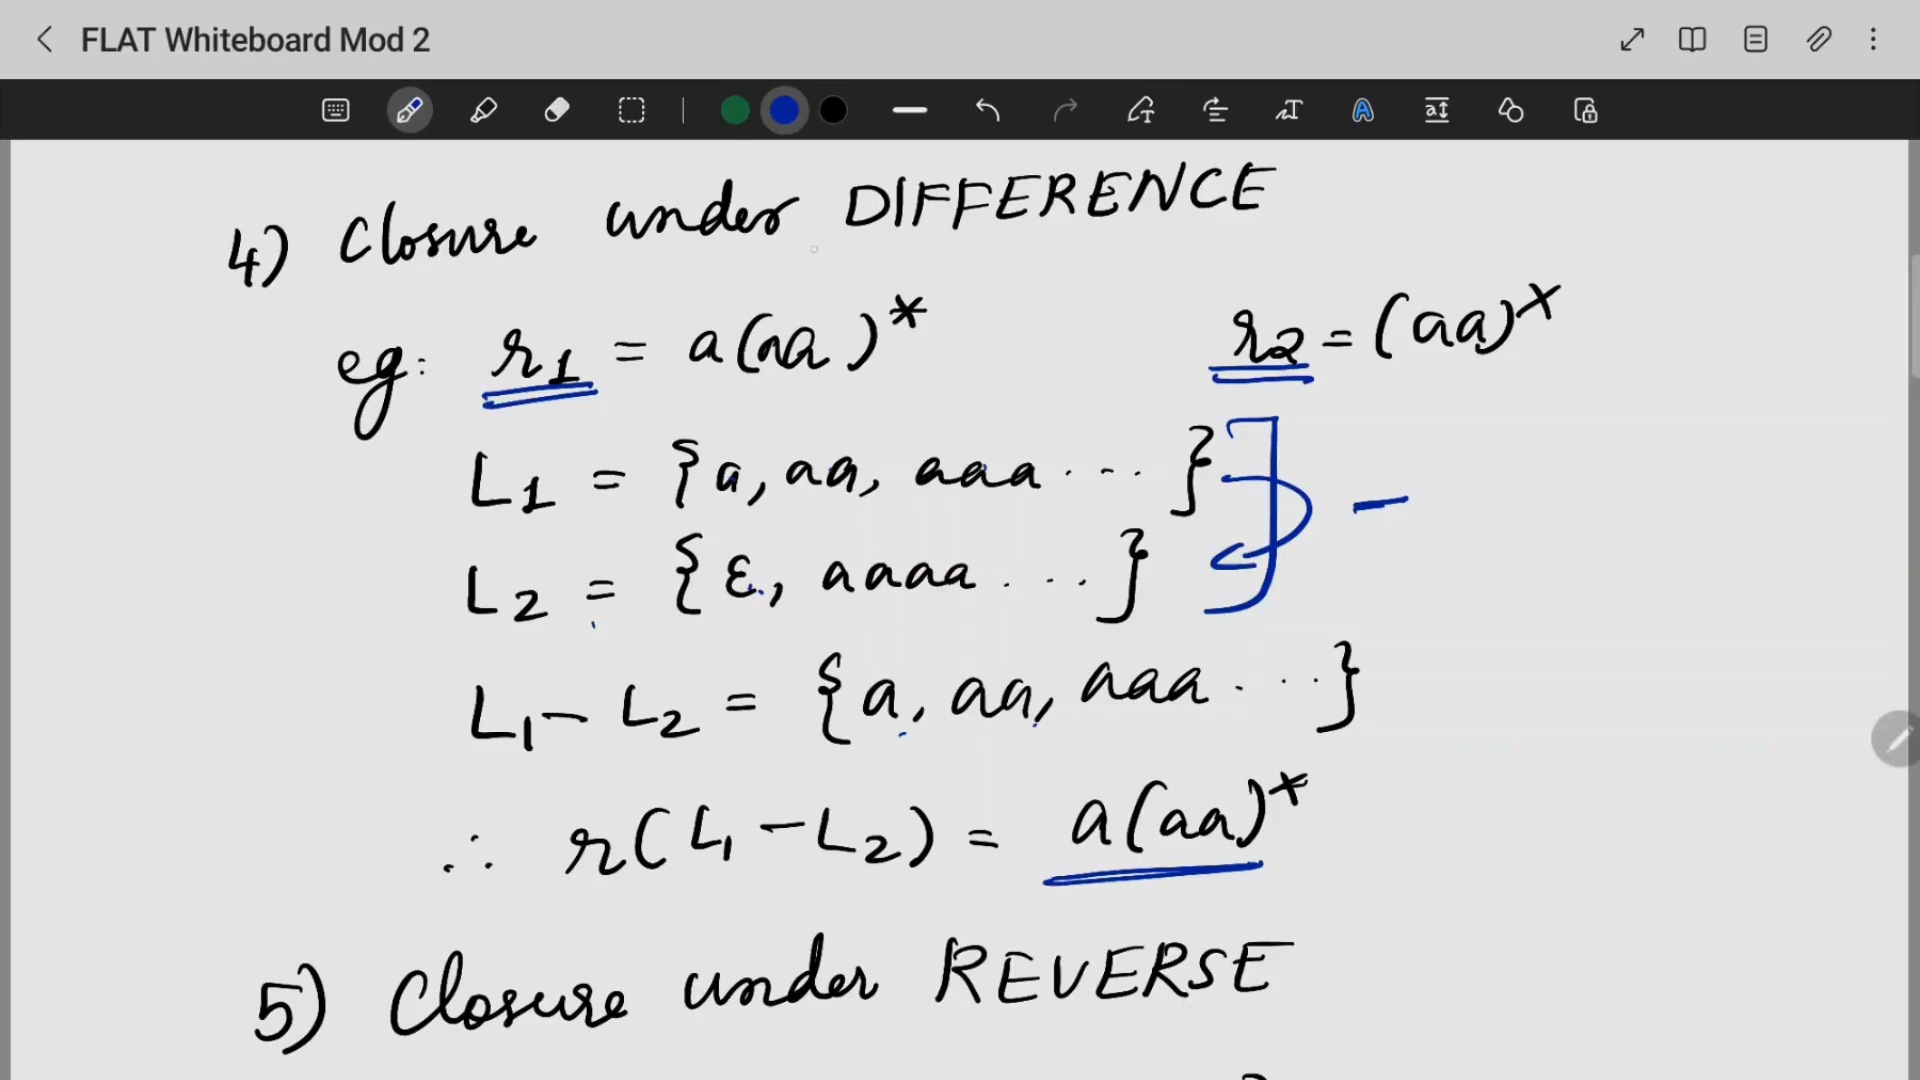 FLAT Whiteboard Mod 2
4) Closure under DIFFERENCE
eg: r1 = a(aa)* r2 = (aa)*
L1 = {a, aa, aaa ... }
L2 = {ε, aaaa ... }
L1 - L2 = {a, aa, aaa ... }
∴ r(L1 - L2) = a(aa)*
5) Closure under REVERSE